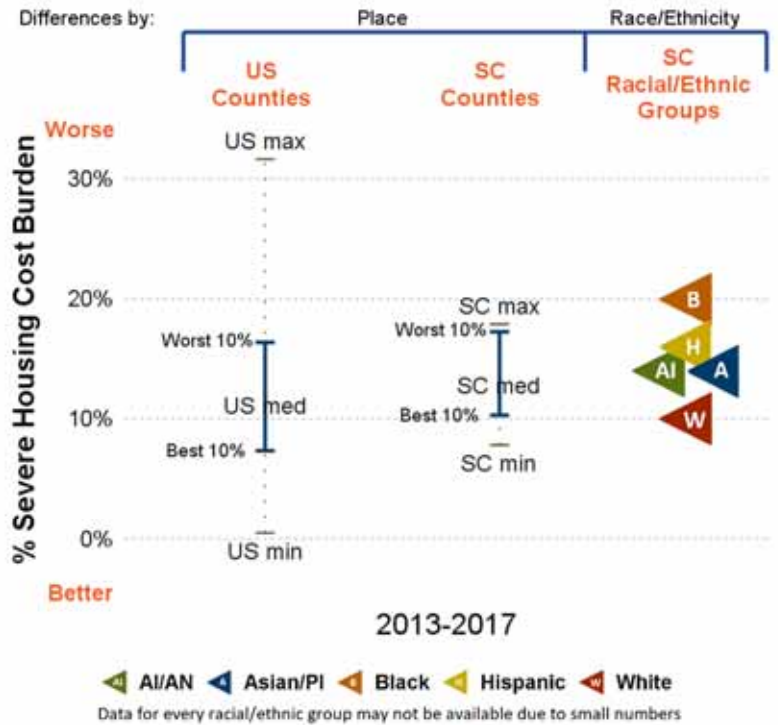 Differences by: Place Race/Ethnicity
US Counties SC Counties SC Racial/Ethnic Groups
Worse
US max
30%
20%
SC max
B
Worst 10%
Worst 10%
H
AI A
US med
SC med
10%
Best 10%
W
Best 10%
SC min
0%
US min
Better
% Severe Housing Cost Burden
2013-2017
AI AI/AN A Asian/PI B Black H Hispanic W White
Data for every racial/ethnic group may not be available due to small numbers